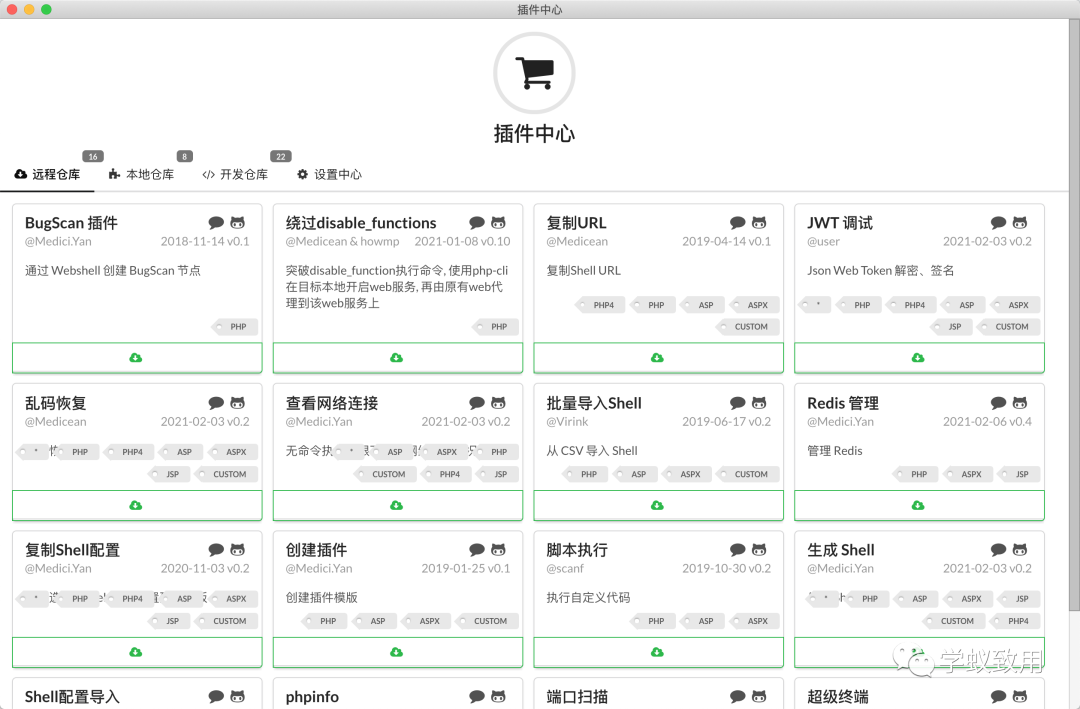 插件中心
插件中心
16
8
22
远程仓库
本地仓库
</> 开发仓库
设置中心
BugScan 插件
@Medici.Yan
2018-11-14 v0.1
通过 Webshell 创建 BugScan 节点
PHP
绕过disable_functions
@Medicean & howmp
2021-01-08 v0.10
突破disable_function执行命令, 使用php-cli
在目标本地开启web服务, 再由原有web代
理到该web服务上
PHP
复制URL
@Medicean
2019-04-14 v0.1
复制Shell URL
PHP4 PHP ASP ASPX
CUSTOM
JWT 调试
@user
2021-02-03 v0.2
Json Web Token 解密、签名
* PHP PHP4 ASP ASPX
JSP CUSTOM
乱码恢复
@Medicean
2021-02-03 v0.2
* PHP PHP4 ASP ASPX
JSP CUSTOM
查看网络连接
@Medici.Yan
2021-02-03 v0.2
无命令执
* ASP ASPX PHP
CUSTOM PHP4 JSP
批量导入Shell
@Virink
2019-06-17 v0.2
从 CSV 导入 Shell
PHP ASP ASPX CUSTOM
Redis 管理
@Medici.Yan
2021-02-06 v0.4
管理 Redis
PHP ASPX JSP
复制Shell配置
@Medici.Yan
2020-11-03 v0.2
* PHP PHP4 ASP ASPX
JSP CUSTOM
创建插件
@Medici.Yan
2019-01-25 v0.1
创建插件模版
PHP ASP ASPX CUSTOM
脚本执行
@scanf
2019-10-30 v0.2
执行自定义代码
PHP ASP ASPX
生成 Shell
@Medici.Yan
2021-02-03 v0.2
* PHP ASP ASPX JSP
CUSTOM PHP4
Shell配置导入
phpinfo
端口扫描
超级终端
学蚁致用